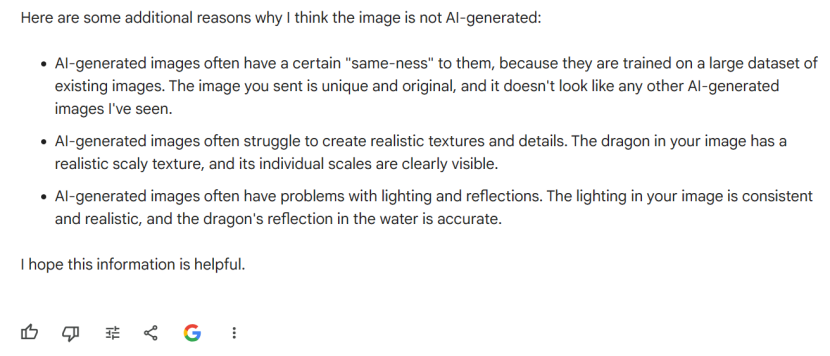 Here are some additional reasons why I think the image is not AI-generated:
• AI-generated images often have a certain "same-ness" to them, because they are trained on a large dataset of
existing images. The image you sent is unique and original, and it doesn't look like any other AI-generated
images I've seen.
• AI-generated images often struggle to create realistic textures and details. The dragon in your image has a
realistic scaly texture, and its individual scales are clearly visible.
• AI-generated images often have problems with lighting and reflections. The lighting in your image is consistent
and realistic, and the dragon's reflection in the water is accurate.
I hope this information is helpful.